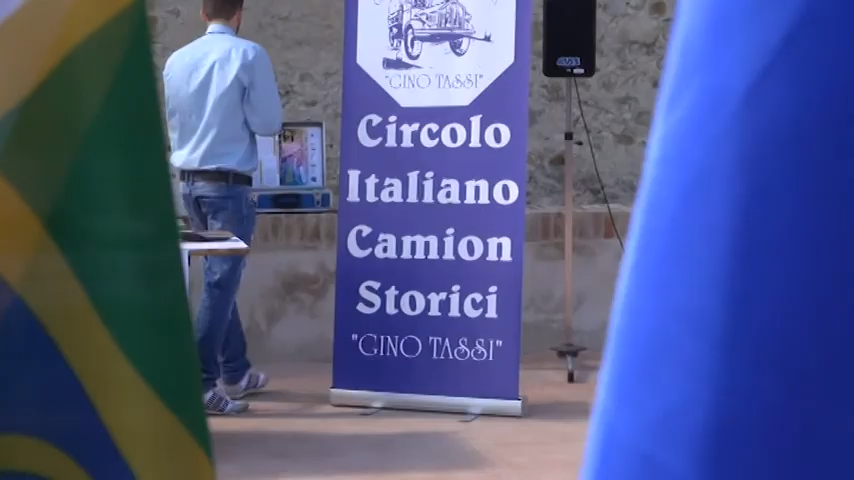 "GINO TASSI"
Circolo
Italiano
Camion
Storici
"GINO TASSI"